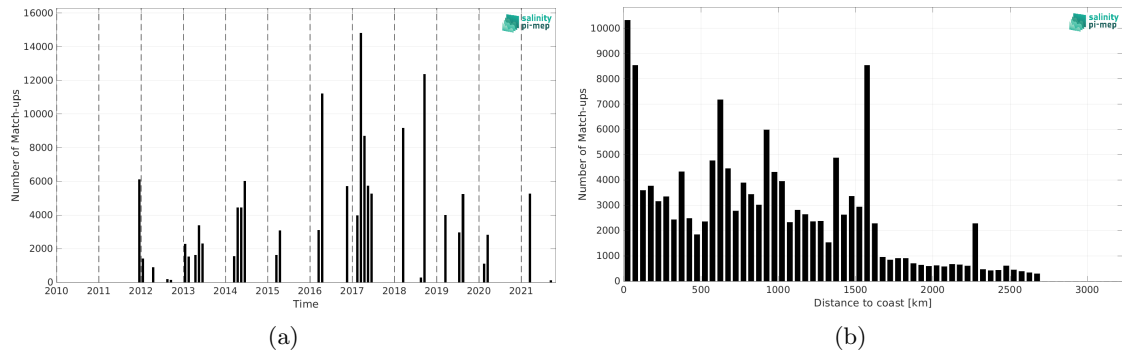 16000
14000
12000
10000
8000
6000
4000
2000
0
2010 2011 2012 2013 2014 2015 2016 2017 2018 2019 2020 2021
Time
Number of Match-ups
salinity
pi-mep
(a)
10000
9000
8000
7000
6000
5000
4000
3000
2000
1000
0
0 500 1000 1500 2000 2500 3000
Distance to coast [km]
Number of Match-ups
salinity
pi-mep
(b)